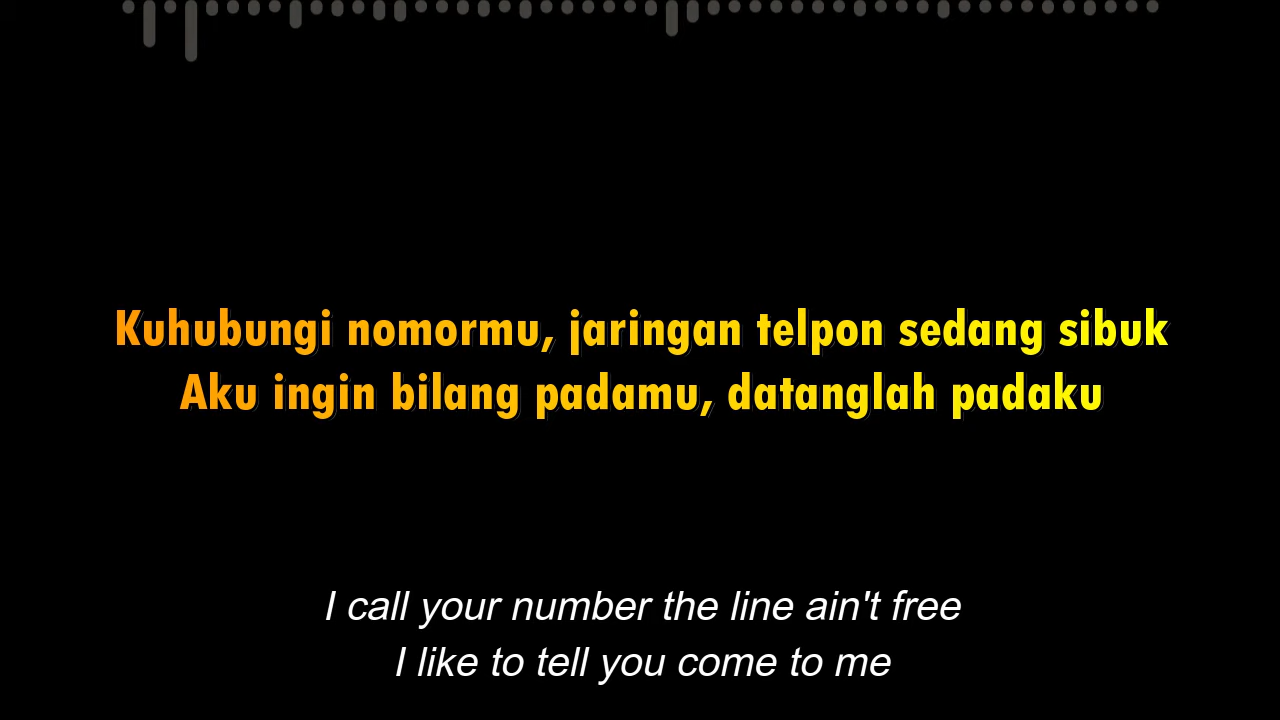 Kuhubungi nomormu, jaringan telpon sedang sibuk
Aku ingin bilang padamu, datanglah padaku
I call your number the line ain't free
I like to tell you come to me